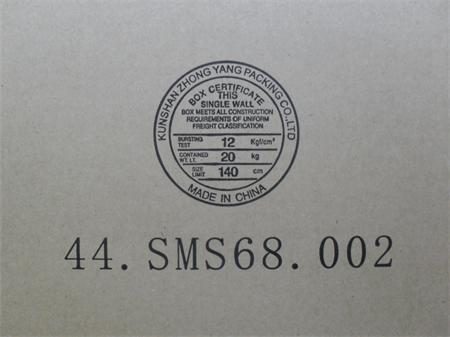 KUNSHAN ZHONG YANG PACKING CO., LTD
BOX CERTIFICATE
THIS
SINGLE WALL
BOX MEETS ALL CONSTRUCTION
REQUIREMENTS OF UNIFORM
FREIGHT CLASSIFICATION
BURSTING TEST 12 Kgf/cm²
CONTAINED WT. LT. 20 kg
SIZE LIMIT 140 cm
MADE IN CHINA
44.SMS68.002